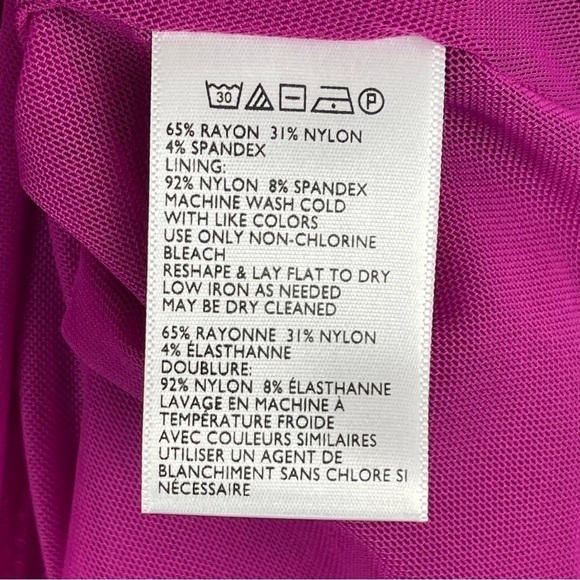 30 P
65% RAYON 31% NYLON
4% SPANDEX
LINING:
92% NYLON 8% SPANDEX
MACHINE WASH COLD
WITH LIKE COLORS
USE ONLY NON-CHLORINE
BLEACH
RESHAPE & LAY FLAT TO DRY
LOW IRON AS NEEDED
MAY BE DRY CLEANED
65% RAYONNE 31% NYLON
4% ÉLASTHANNE
DOUBLURE:
92% NYLON 8% ÉLASTHANNE
LAVAGE EN MACHINE À
TEMPÉRATURE FROIDE
AVEC COULEURS SIMILAIRES
UTILISER UN AGENT DE
BLANCHIMENT SANS CHLORE SI
NÉCESSAIRE